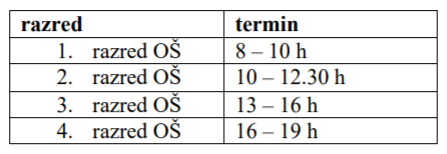 razred termin
1. razred OŠ 8 – 10 h
2. razred OŠ 10 – 12.30 h
3. razred OŠ 13 – 16 h
4. razred OŠ 16 – 19 h